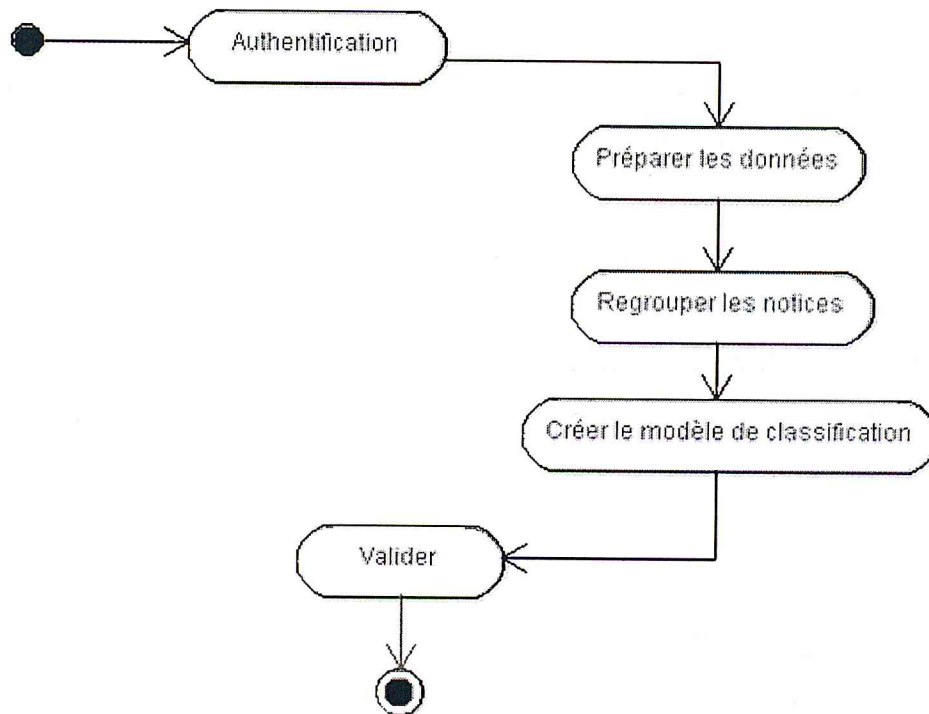 Authentification
Préparer les données
Regrouper les notices
Créer le modèle de classification
Valider